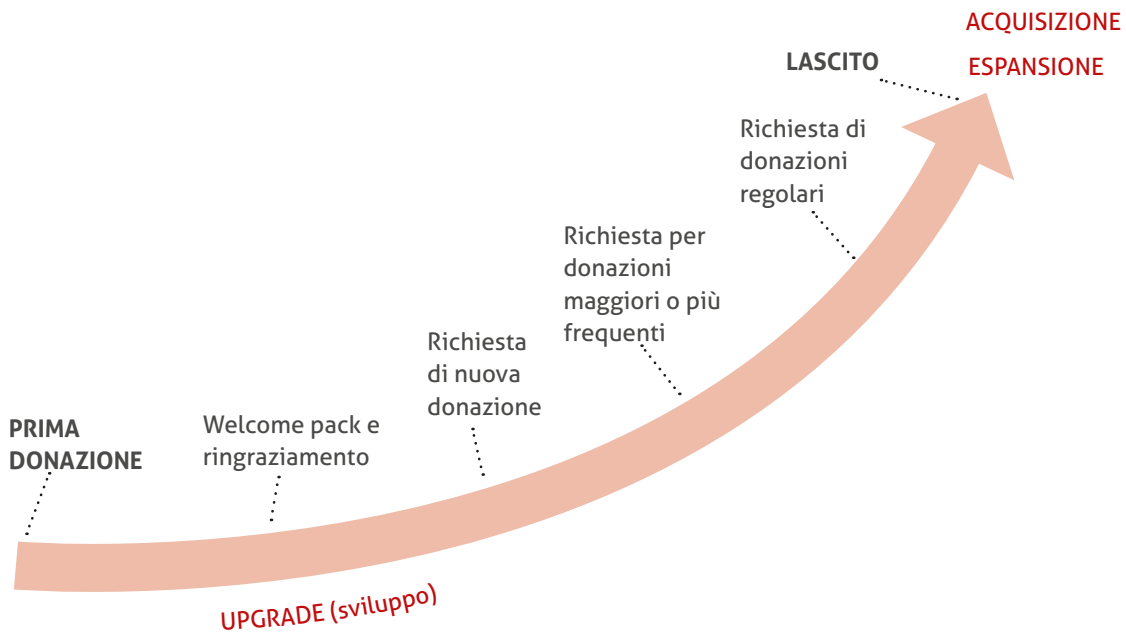 ACQUISIZIONE
ESPANSIONE
LASCITO
Richiesta di
donazioni
regolari
Richiesta per
donazioni
maggiori o più
frequenti
Richiesta
di nuova
donazione
Welcome pack e
ringraziamento
PRIMA
DONAZIONE
UPGRADE (sviluppo)